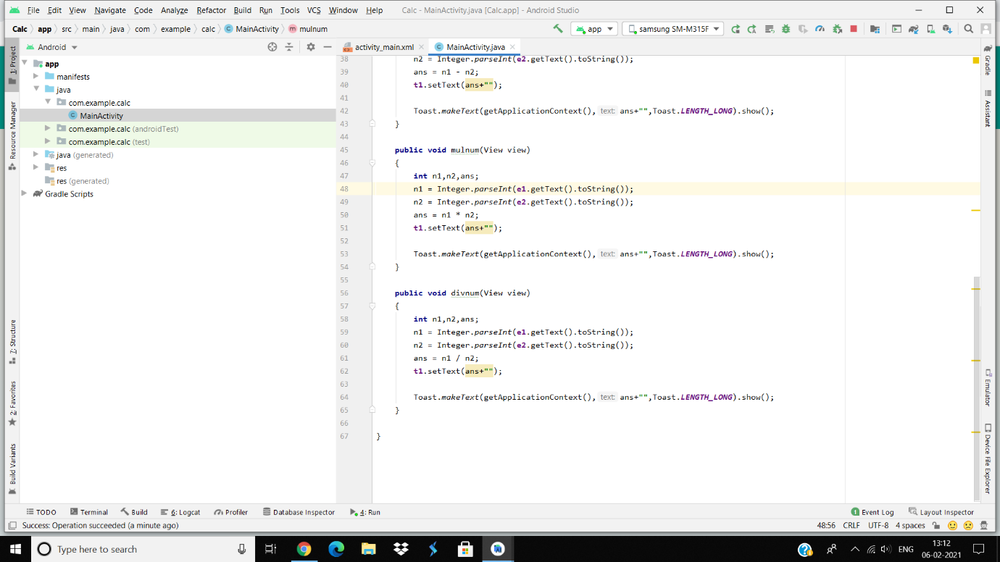 File Edit View Navigate Code Analyze Refactor Build Run Tools VCS Window Help Calc - MainActivity.java [Calc.app] - Android Studio
Calc app src main java com example calc MainActivity mulnum app samsung SM-M315F
Android activity_main.xml MainActivity.java
1: Project
Resource Manager
7: Structure
2: Favorites
Build Variants
app
manifests
java
com.example.calc
MainActivity
com.example.calc (androidTest)
com.example.calc (test)
java (generated)
res
res (generated)
Gradle Scripts
38 n2 = Integer.parseInt(e2.getText().toString());
39 ans = n1 - n2;
40 t1.setText(ans+"");
41
42 Toast.makeText(getApplicationContext(), text: ans+"",Toast.LENGTH_LONG).show();
43 }
44
45 public void mulnum(View view)
46 {
47 int n1,n2,ans;
48 n1 = Integer.parseInt(e1.getText().toString());
49 n2 = Integer.parseInt(e2.getText().toString());
50 ans = n1 * n2;
51 t1.setText(ans+"");
52
53 Toast.makeText(getApplicationContext(), text: ans+"",Toast.LENGTH_LONG).show();
54 }
55
56 public void divnum(View view)
57 {
58 int n1,n2,ans;
59 n1 = Integer.parseInt(e1.getText().toString());
60 n2 = Integer.parseInt(e2.getText().toString());
61 ans = n1 / n2;
62 t1.setText(ans+"");
63
64 Toast.makeText(getApplicationContext(), text: ans+"",Toast.LENGTH_LONG).show();
65 }
66
67 }
Gradle
Assistant
Emulator
Device File Explorer
TODO Terminal Build 6: Logcat Profiler Database Inspector 4: Run 1 Event Log Layout Inspector
Success: Operation succeeded (a minute ago) 48:56 CRLF UTF-8 4 spaces
Type here to search ENG 13:12
06-02-2021